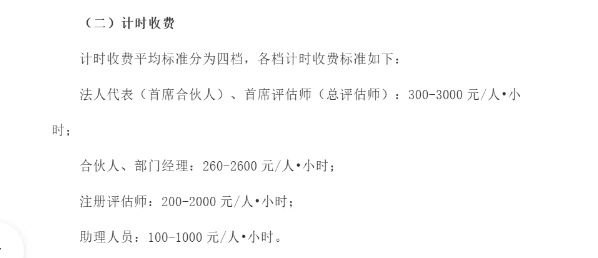 （二）计时收费
计时收费平均标准分为四档，各档计时收费标准如下：
法人代表（首席合伙人）、首席评估师（总评估师）：300-3000 元/人•小
时；
合伙人、部门经理：260-2600 元/人•小时；
注册评估师：200-2000 元/人•小时；
助理人员：100-1000 元/人•小时。